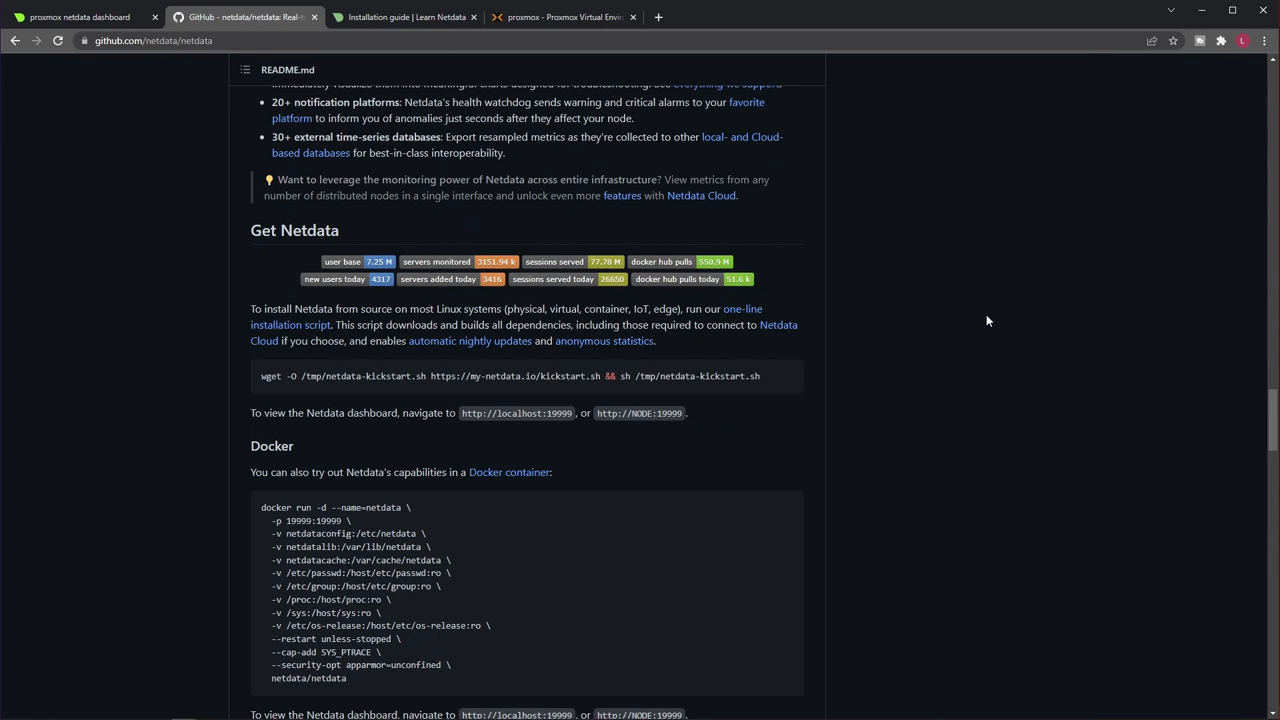 proxmox netdata dashboard
GitHub - netdata/netdata: Real-ti
Installation guide | Learn Netdata
proxmox - Proxmox Virtual Envir
github.com/netdata/netdata
L
README.md
immediately visualize them into meaningful charts designed for troubleshooting. See everything we support.
20+ notification platforms: Netdata's health watchdog sends warning and critical alarms to your favorite
platform to inform you of anomalies just seconds after they affect your node.
30+ external time-series databases: Export resampled metrics as they're collected to other local- and Cloud-
based databases for best-in-class interoperability.
Want to leverage the monitoring power of Netdata across entire infrastructure? View metrics from any
number of distributed nodes in a single interface and unlock even more features with Netdata Cloud.
Get Netdata
user base 7.25 M servers monitored 3151.94 k sessions served 77.78 M docker hub pulls 550.9 M
new users today 4317 servers added today 3416 sessions served today 26650 docker hub pulls today 51.6 k
To install Netdata from source on most Linux systems (physical, virtual, container, IoT, edge), run our one-line
installation script. This script downloads and builds all dependencies, including those required to connect to Netdata
Cloud if you choose, and enables automatic nightly updates and anonymous statistics.
wget -O /tmp/netdata-kickstart.sh https://my-netdata.io/kickstart.sh && sh /tmp/netdata-kickstart.sh
To view the Netdata dashboard, navigate to http://localhost:19999, or http://NODE:19999.
Docker
You can also try out Netdata's capabilities in a Docker container:
docker run -d --name=netdata \
-p 19999:19999 \
-v netdataconfig:/etc/netdata \
-v netdatalib:/var/lib/netdata \
-v netdatacache:/var/cache/netdata \
-v /etc/passwd:/host/etc/passwd:ro \
-v /etc/group:/host/etc/group:ro \
-v /proc:/host/proc:ro \
-v /sys:/host/sys:ro \
-v /etc/os-release:/host/etc/os-release:ro \
--restart unless-stopped \
--cap-add SYS_PTRACE \
--security-opt apparmor=unconfined \
netdata/netdata
To view the Netdata dashboard, navigate to http://localhost:19999, or http://NODE:19999.